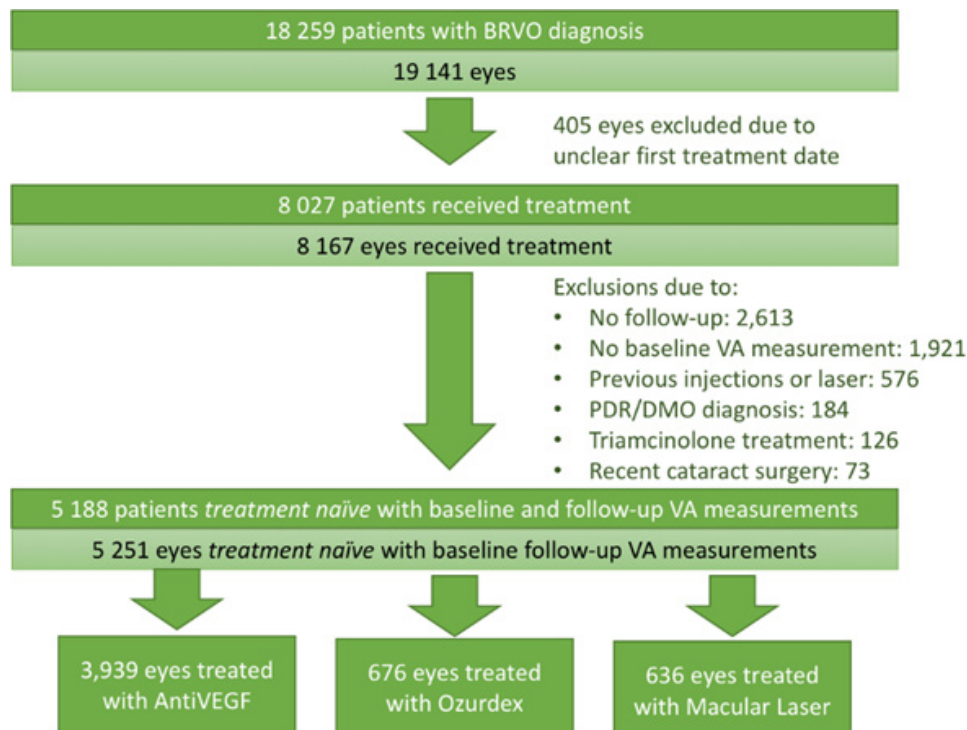 18 259 patients with BRVO diagnosis
19 141 eyes
405 eyes excluded due to
unclear first treatment date
8 027 patients received treatment
8 167 eyes received treatment
Exclusions due to:
• No follow-up: 2,613
• No baseline VA measurement: 1,921
• Previous injections or laser: 576
• PDR/DMO diagnosis: 184
• Triamcinolone treatment: 126
• Recent cataract surgery: 73
5 188 patients treatment naïve with baseline and follow-up VA measurements
5 251 eyes treatment naïve with baseline follow-up VA measurements
3,939 eyes treated
with AntiVEGF
676 eyes treated
with Ozurdex
636 eyes treated
with Macular Laser